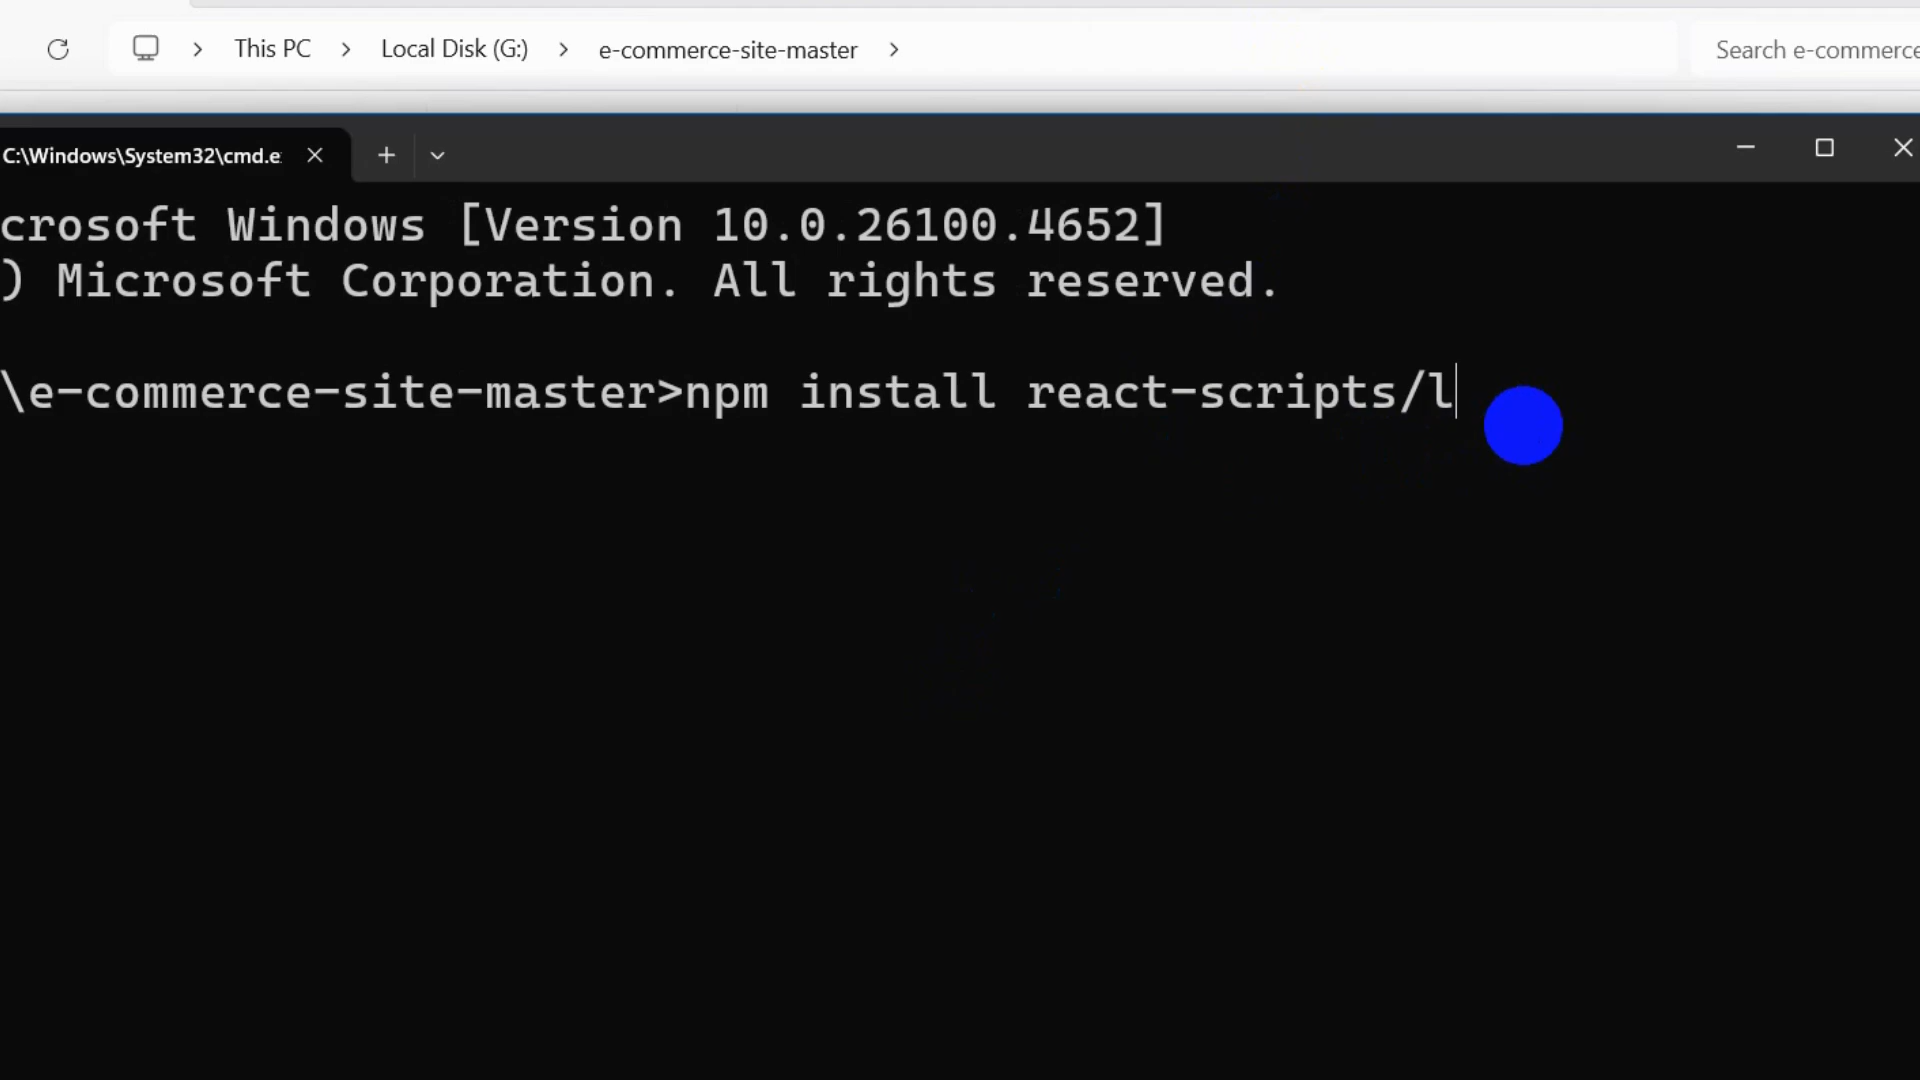 This PC > Local Disk (G:) > e-commerce-site-master > Search e-commerce
C:\Windows\System32\cmd.e
crosoft Windows [Version 10.0.26100.4652]
) Microsoft Corporation. All rights reserved.
\e-commerce-site-master>npm install react-scripts/l